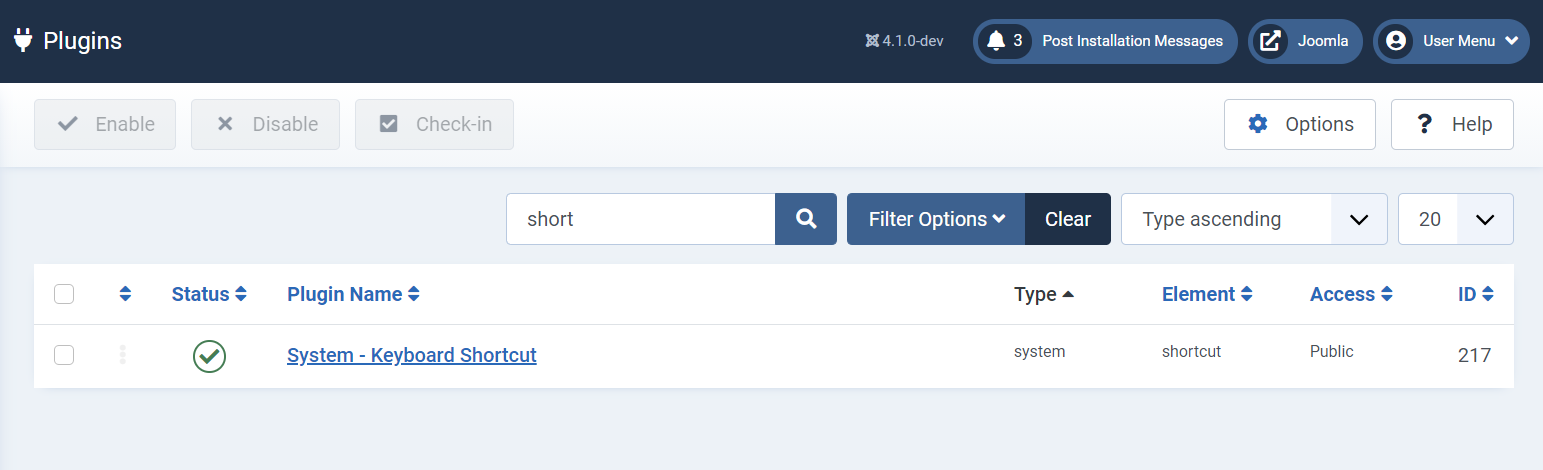 Plugins
4.1.0-dev
3 Post Installation Messages
Joomla
User Menu
Enable
Disable
Check-in
Options
? Help
short
Filter Options
Clear
Type ascending
20
Status Plugin Name Type Element Access ID
System - Keyboard Shortcut system shortcut Public 217